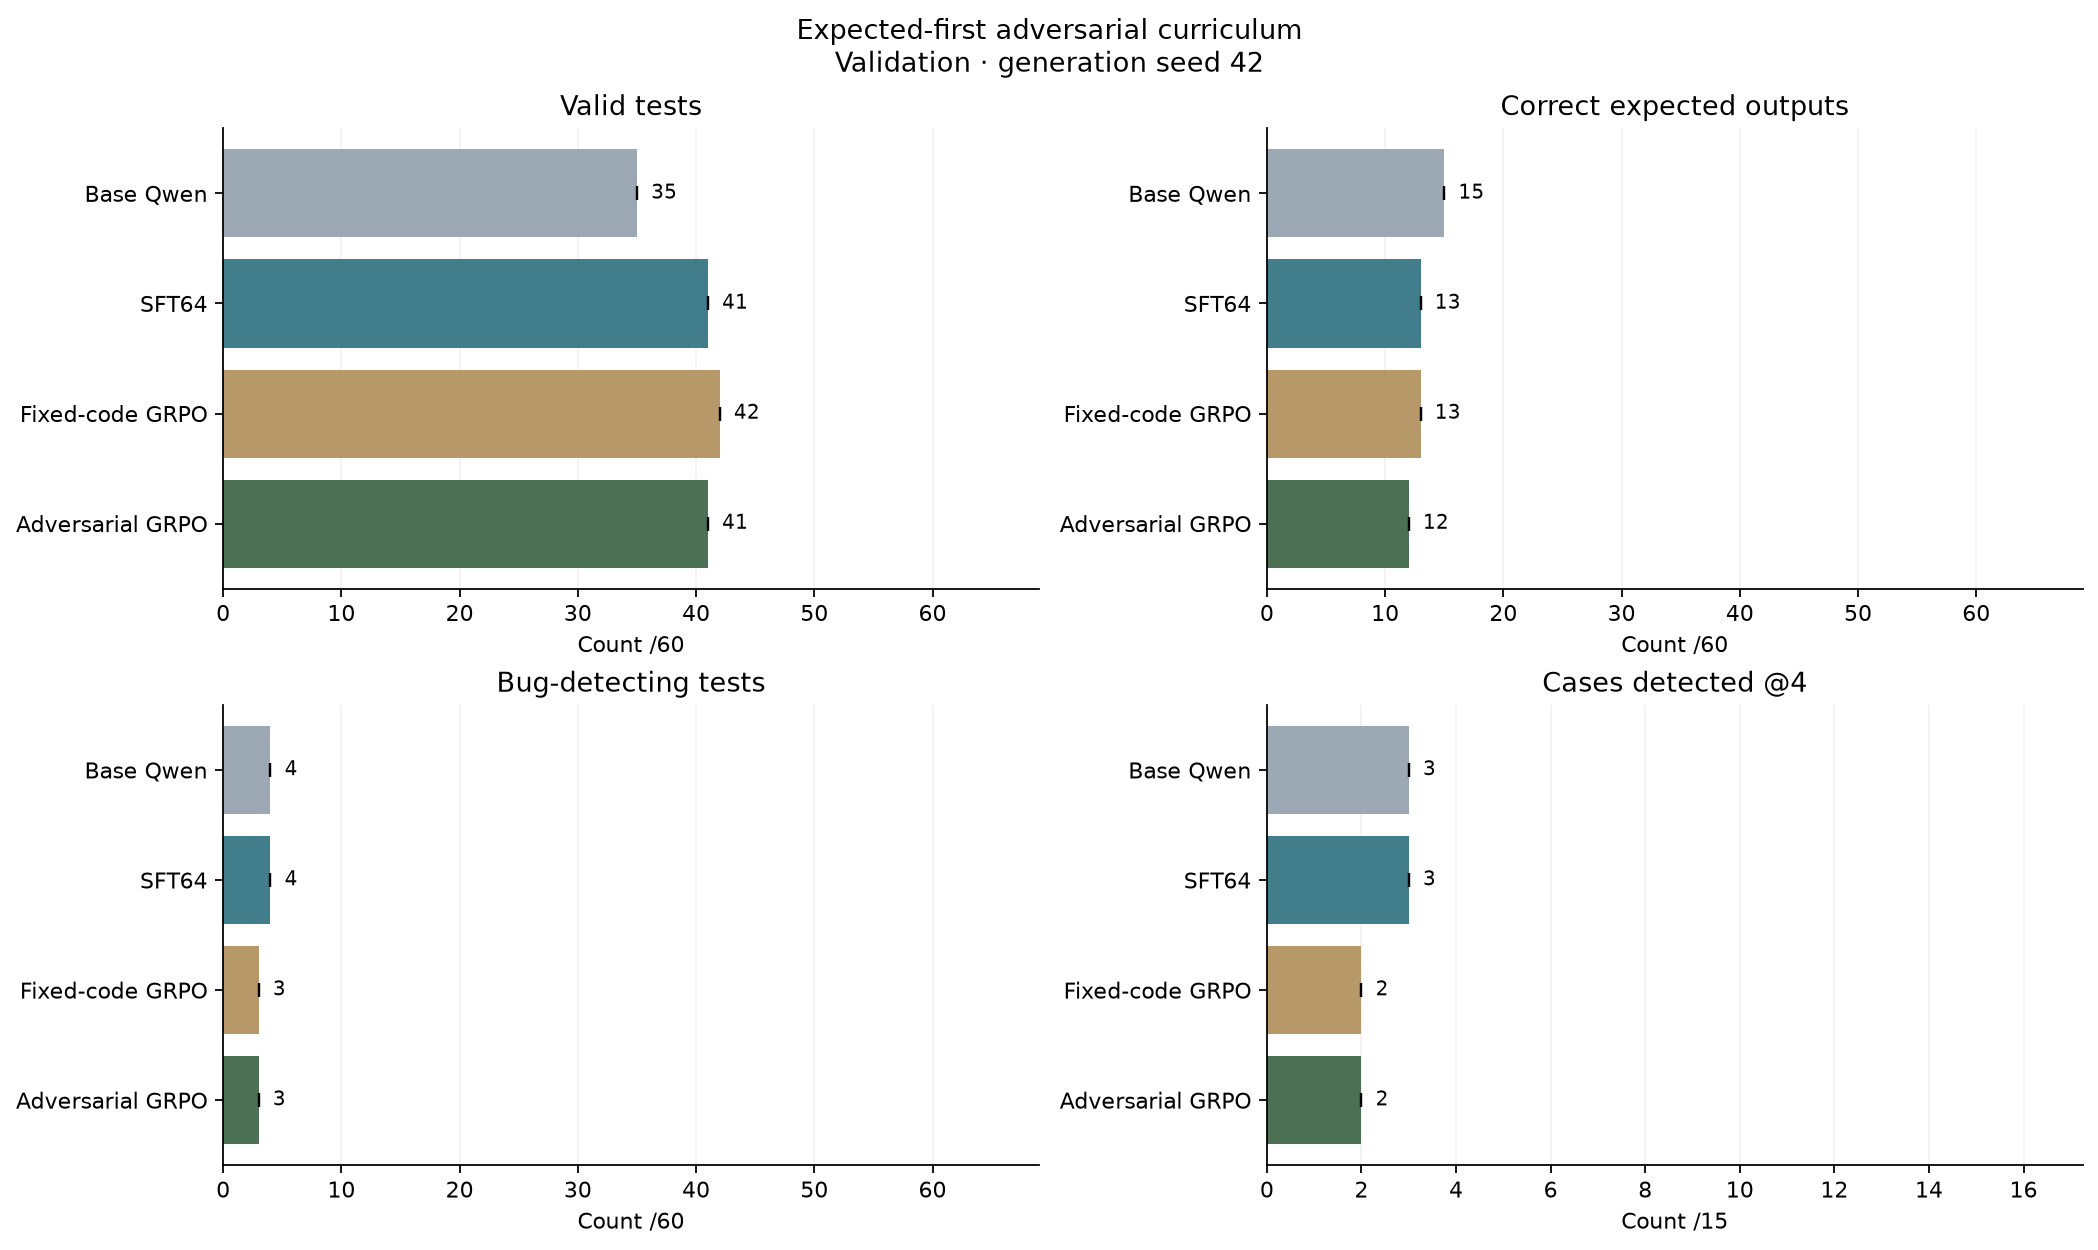 Expected-first adversarial curriculum
Validation · generation seed 42
Valid tests
Base Qwen 35
SFT64 41
Fixed-code GRPO 42
Adversarial GRPO 41
0 10 20 30 40 50 60
Count /60
Correct expected outputs
Base Qwen 15
SFT64 13
Fixed-code GRPO 13
Adversarial GRPO 12
0 10 20 30 40 50 60
Count /60
Bug-detecting tests
Base Qwen 4
SFT64 4
Fixed-code GRPO 3
Adversarial GRPO 3
0 10 20 30 40 50 60
Count /60
Cases detected @4
Base Qwen 3
SFT64 3
Fixed-code GRPO 2
Adversarial GRPO 2
0 2 4 6 8 10 12 14 16
Count /15